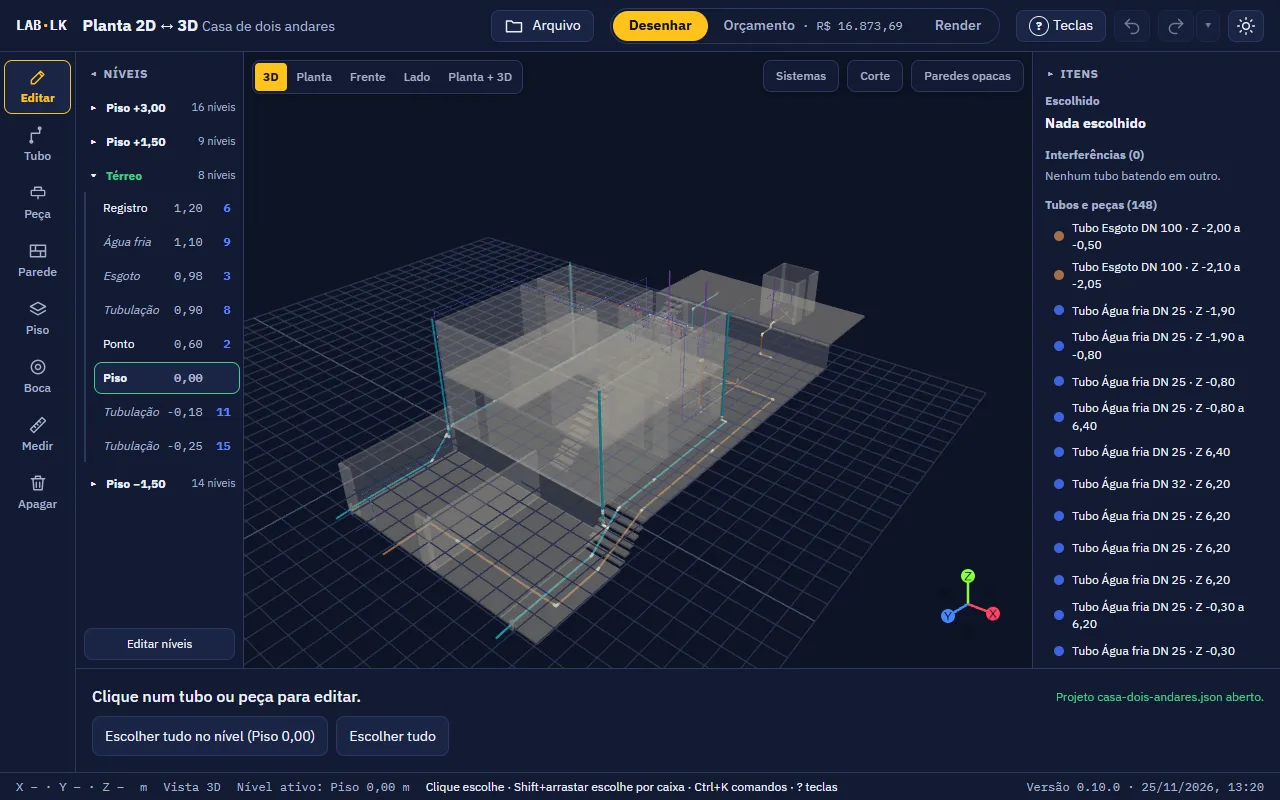 LAB·LK
Planta 2D ↔ 3D Casa de dois andares
Arquivo
Desenhar
Orçamento · R$ 16.873,69
Render
? Teclas
Editar
Tubo
Peça
Parede
Piso
Boca
Medir
Apagar
NÍVEIS
Piso +3,00 16 níveis
Piso +1,50 9 níveis
Térreo 8 níveis
Registro 1,20 6
Água fria 1,10 9
Esgoto 0,98 3
Tubulação 0,90 8
Ponto 0,60 2
Piso 0,00
Tubulação -0,18 11
Tubulação -0,25 15
Piso −1,50 14 níveis
Editar níveis
3D Planta Frente Lado Planta + 3D
Sistemas
Corte
Paredes opacas
Z
Y
X
ITENS
Escolhido
Nada escolhido
Interferências (0)
Nenhum tubo batendo em outro.
Tubos e peças (148)
Tubo Esgoto DN 100 · Z -2,00 a
-0,50
Tubo Esgoto DN 100 · Z -2,10 a
-2,05
Tubo Água fria DN 25 · Z -1,90
Tubo Água fria DN 25 · Z -1,90 a
-0,80
Tubo Água fria DN 25 · Z -0,80
Tubo Água fria DN 25 · Z -0,80 a
6,40
Tubo Água fria DN 25 · Z 6,40
Tubo Água fria DN 32 · Z 6,20
Tubo Água fria DN 25 · Z 6,20
Tubo Água fria DN 25 · Z 6,20
Tubo Água fria DN 25 · Z 6,20
Tubo Água fria DN 25 · Z -0,30 a
6,20
Tubo Água fria DN 25 · Z -0,30
Clique num tubo ou peça para editar.
Escolher tudo no nível (Piso 0,00)
Escolher tudo
Projeto casa-dois-andares.json aberto.
X – · Y – · Z – m Vista 3D Nível ativo: Piso 0,00 m Clique escolhe · Shift+arrastar escolhe por caixa · Ctrl+K comandos · ? teclas
Versão 0.10.0 · 25/11/2026, 13:20